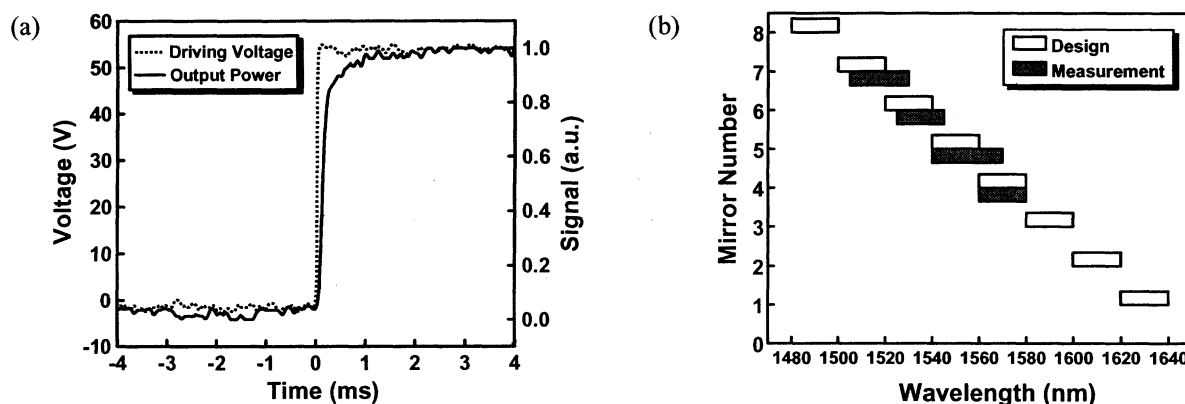 (a)
60
50
40
30
20
10
0
-10
Voltage (V)
Driving Voltage
Output Power
1.0
0.8
0.6
0.4
0.2
0.0
Signal (a.u.)
-4 -3 -2 -1 0 1 2 3 4
Time (ms)
(b)
8
7
6
5
4
3
2
1
0
Mirror Number
Design
Measurement
1480 1500 1520 1540 1560 1580 1600 1620 1640
Wavelength (nm)